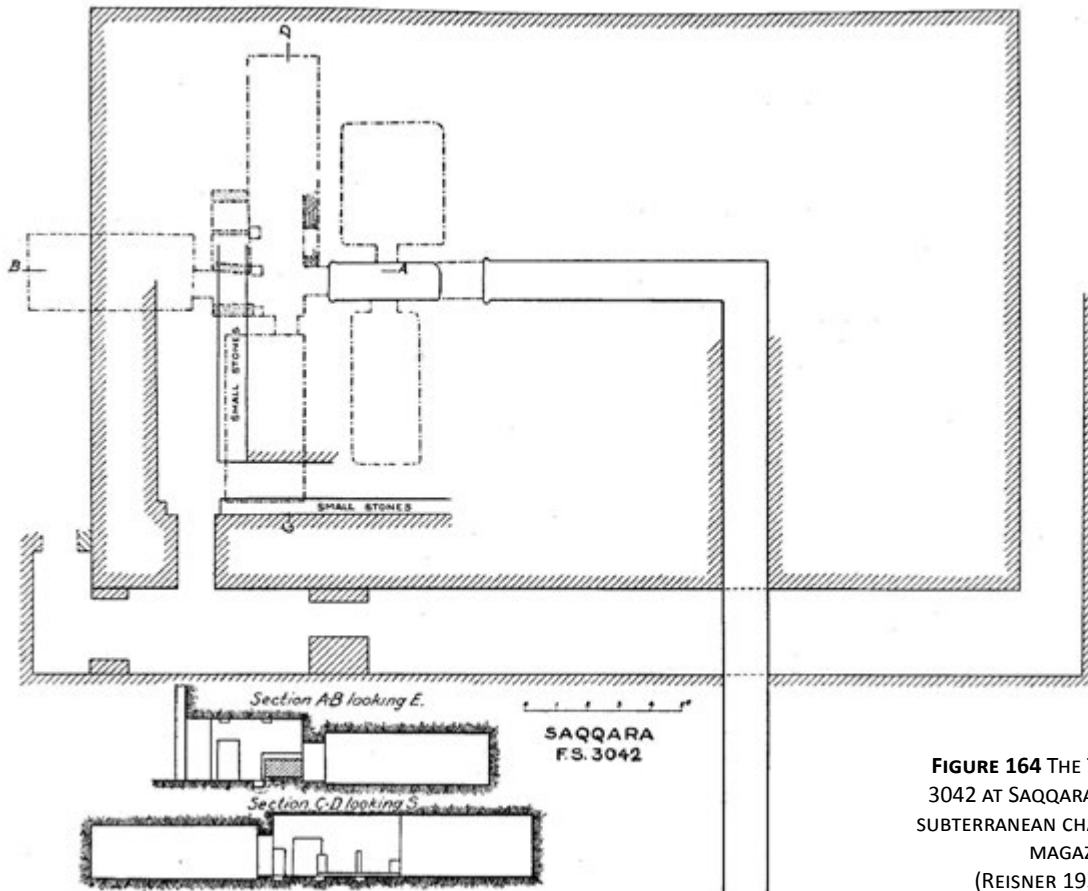 D
B
A
SMALL STONES
SMALL STONES
C
Section A-B looking E.
SAQQARA
F.S. 3042
Section C-D looking S.
FIGURE 164 THE
3042 AT SAQQARA
SUBTERRANEAN CHA
MAGAZ
(REISNER 19